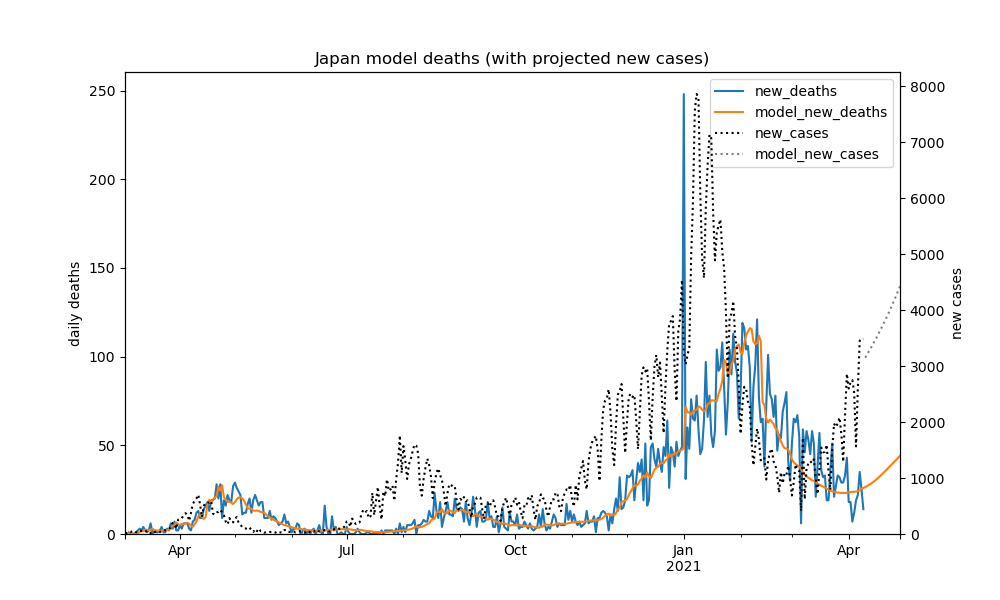 Japan model deaths (with projected new cases)
250
200
150
100
50
0
daily deaths
8000
7000
6000
5000
4000
3000
2000
1000
0
new cases
new_deaths
model_new_deaths
new_cases
model_new_cases
Apr
Jul
Oct
Jan
2021
Apr